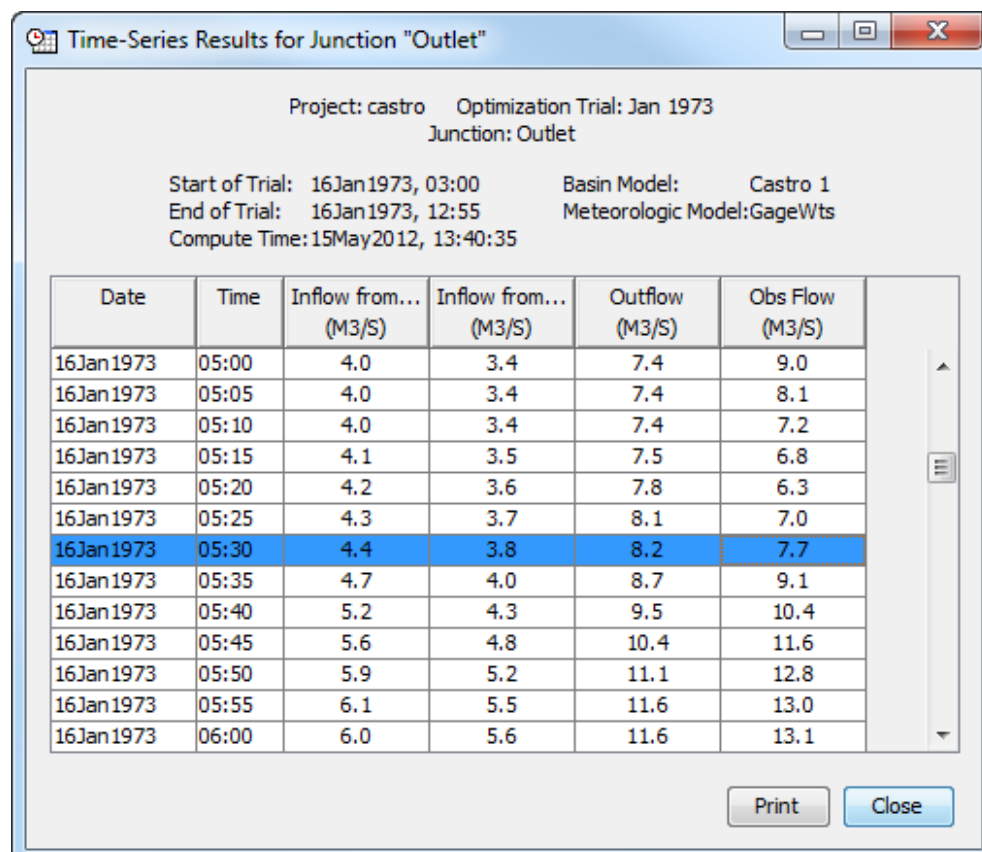 Time-Series Results for Junction "Outlet"
Project: castro Optimization Trial: Jan 1973
Junction: Outlet
Start of Trial: 16Jan1973, 03:00 Basin Model: Castro 1
End of Trial: 16Jan1973, 12:55 Meteorologic Model:GageWts
Compute Time:15May2012, 13:40:35
Date Time Inflow from... Inflow from... Outflow Obs Flow
(M3/S) (M3/S) (M3/S) (M3/S)
16Jan1973 05:00 4.0 3.4 7.4 9.0
16Jan1973 05:05 4.0 3.4 7.4 8.1
16Jan1973 05:10 4.0 3.4 7.4 7.2
16Jan1973 05:15 4.1 3.5 7.5 6.8
16Jan1973 05:20 4.2 3.6 7.8 6.3
16Jan1973 05:25 4.3 3.7 8.1 7.0
16Jan1973 05:30 4.4 3.8 8.2 7.7
16Jan1973 05:35 4.7 4.0 8.7 9.1
16Jan1973 05:40 5.2 4.3 9.5 10.4
16Jan1973 05:45 5.6 4.8 10.4 11.6
16Jan1973 05:50 5.9 5.2 11.1 12.8
16Jan1973 05:55 6.1 5.5 11.6 13.0
16Jan1973 06:00 6.0 5.6 11.6 13.1
Print Close